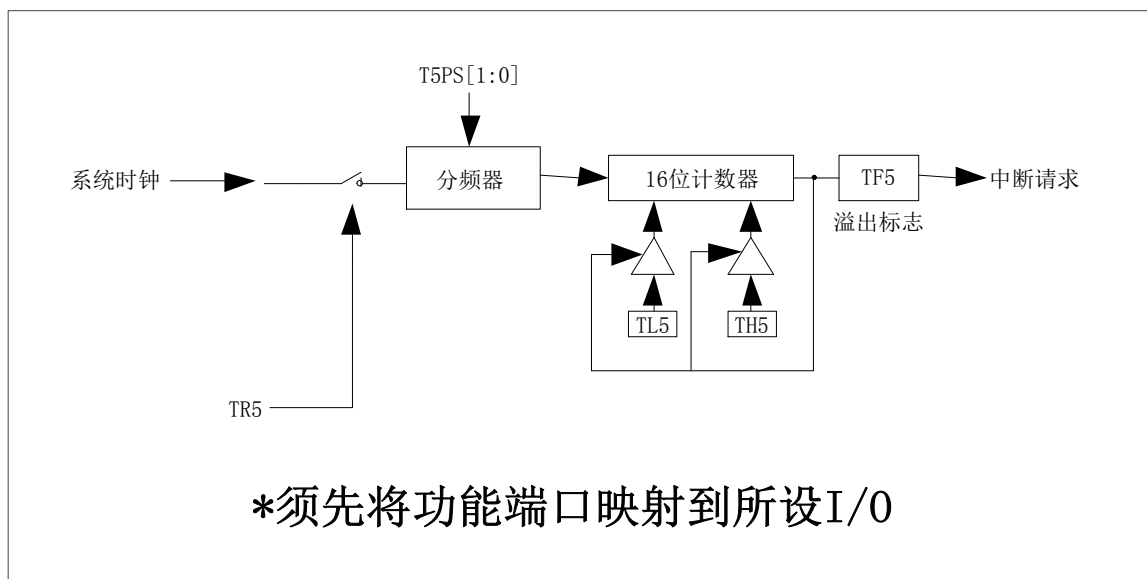 T5PS[1:0]
系统时钟
分频器
16位计数器
TF5
中断请求
溢出标志
TL5
TH5
TR5
*须先将功能端口映射到所设I/O